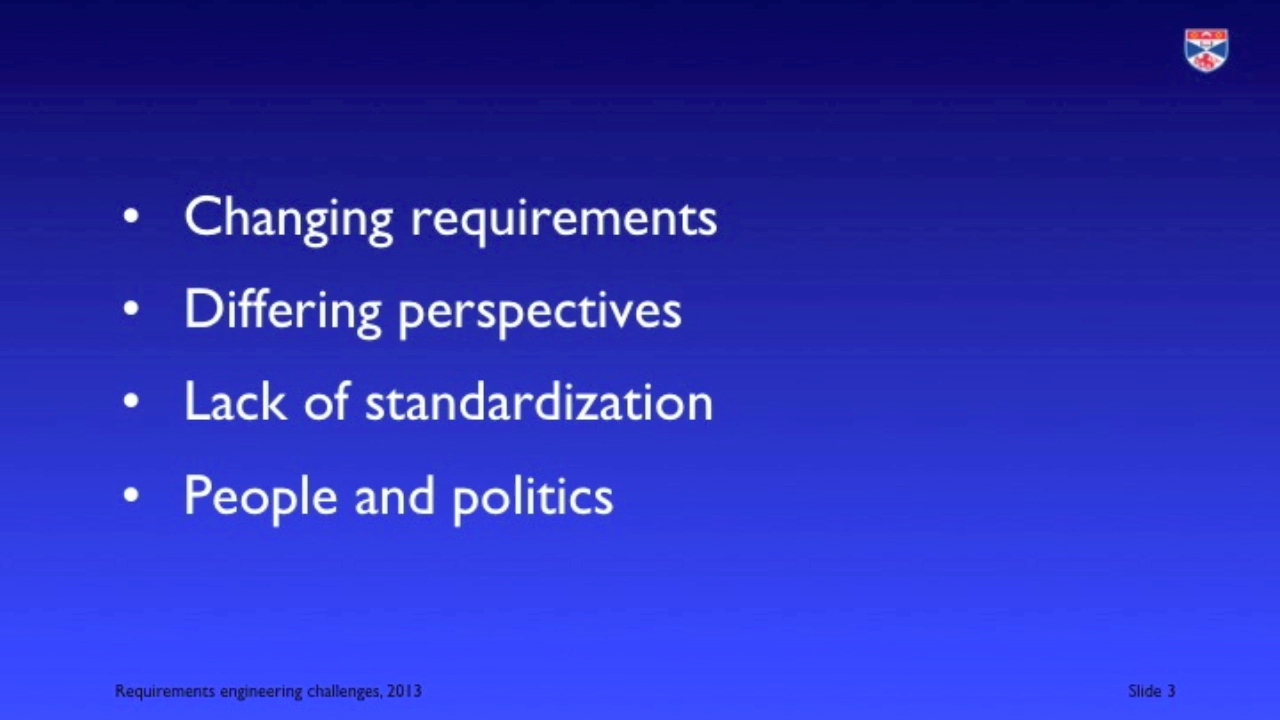 • Changing requirements
• Differing perspectives
• Lack of standardization
• People and politics
Requirements engineering challenges, 2013
Slide 3